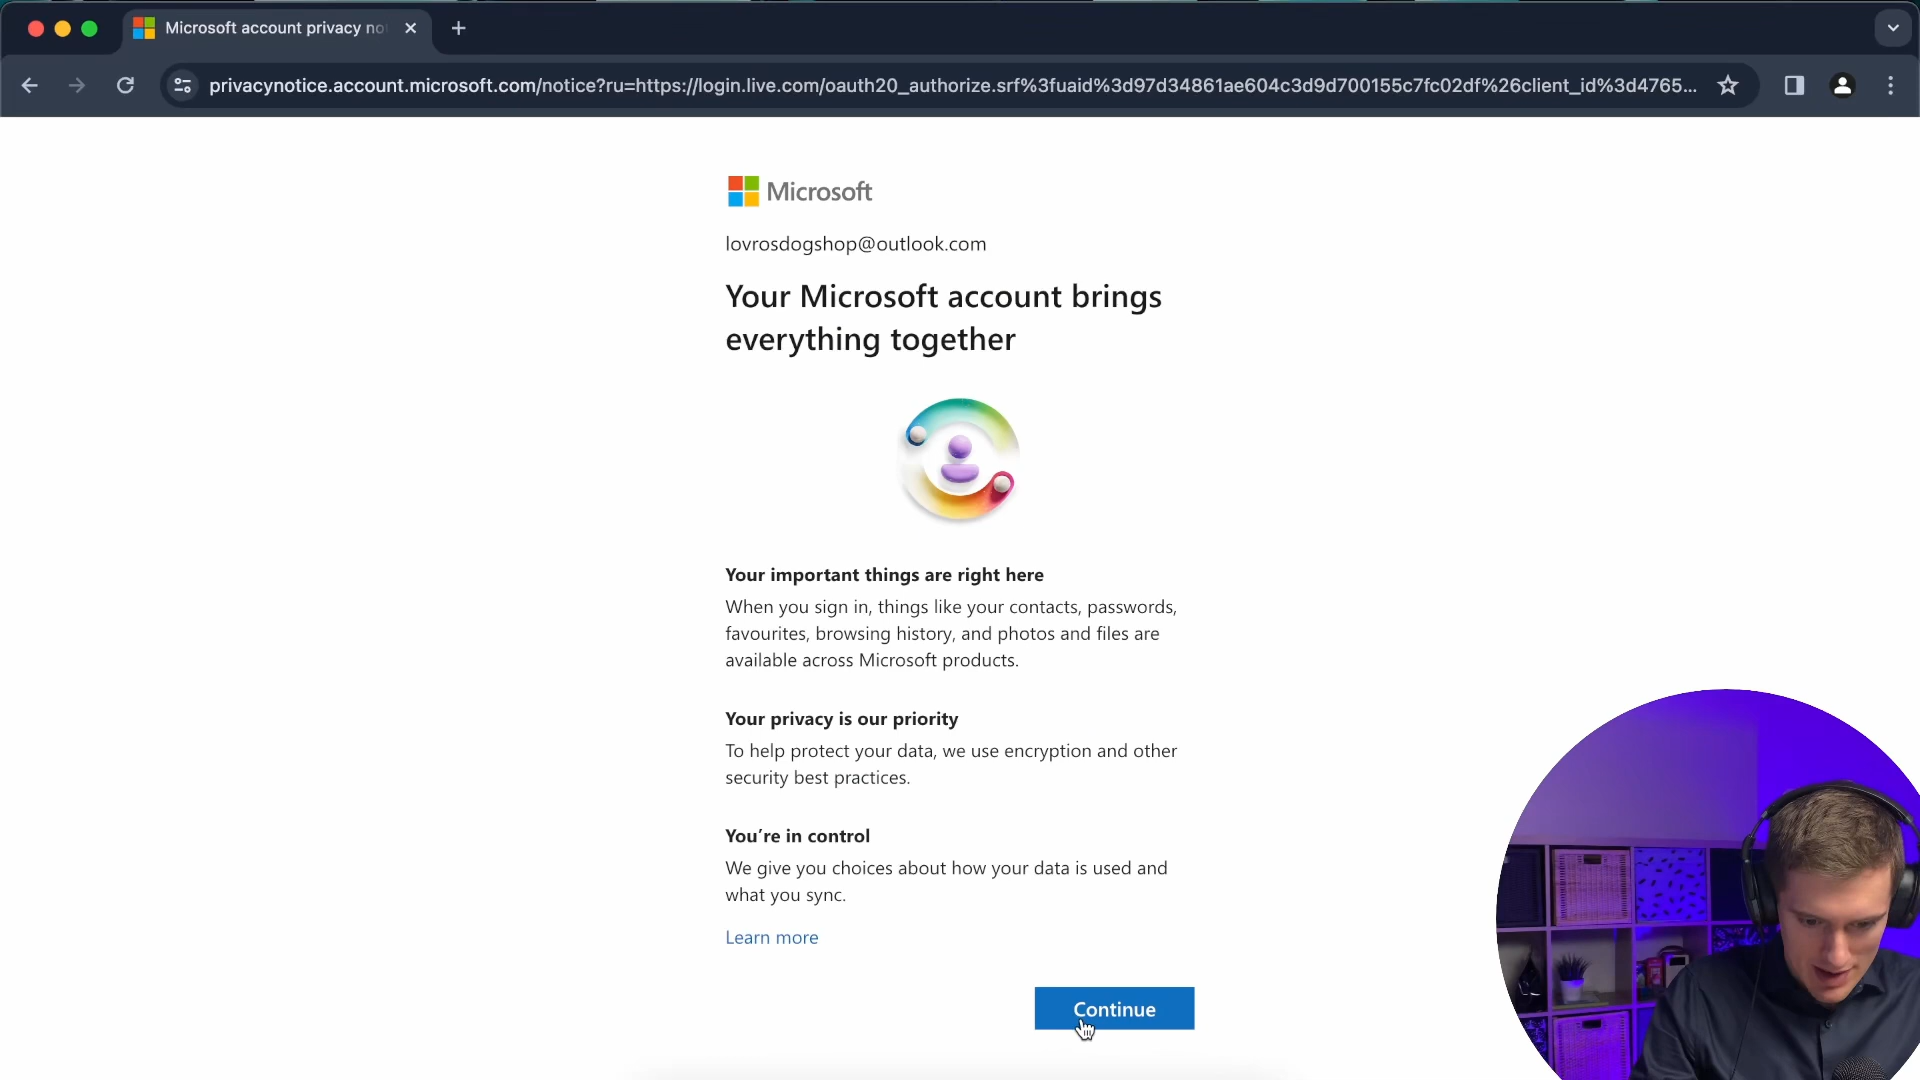 Microsoft account privacy no
privacynotice.account.microsoft.com/notice?ru=https://login.live.com/oauth20_authorize.srf%3fuaid%3d97d34861ae604c3d9d700155c7fc02df%26client_id%3d4765...
Microsoft
lovrosdogshop@outlook.com
Your Microsoft account brings
everything together
Your important things are right here
When you sign in, things like your contacts, passwords,
favourites, browsing history, and photos and files are
available across Microsoft products.
Your privacy is our priority
To help protect your data, we use encryption and other
security best practices.
You’re in control
We give you choices about how your data is used and
what you sync.
Learn more
Continue